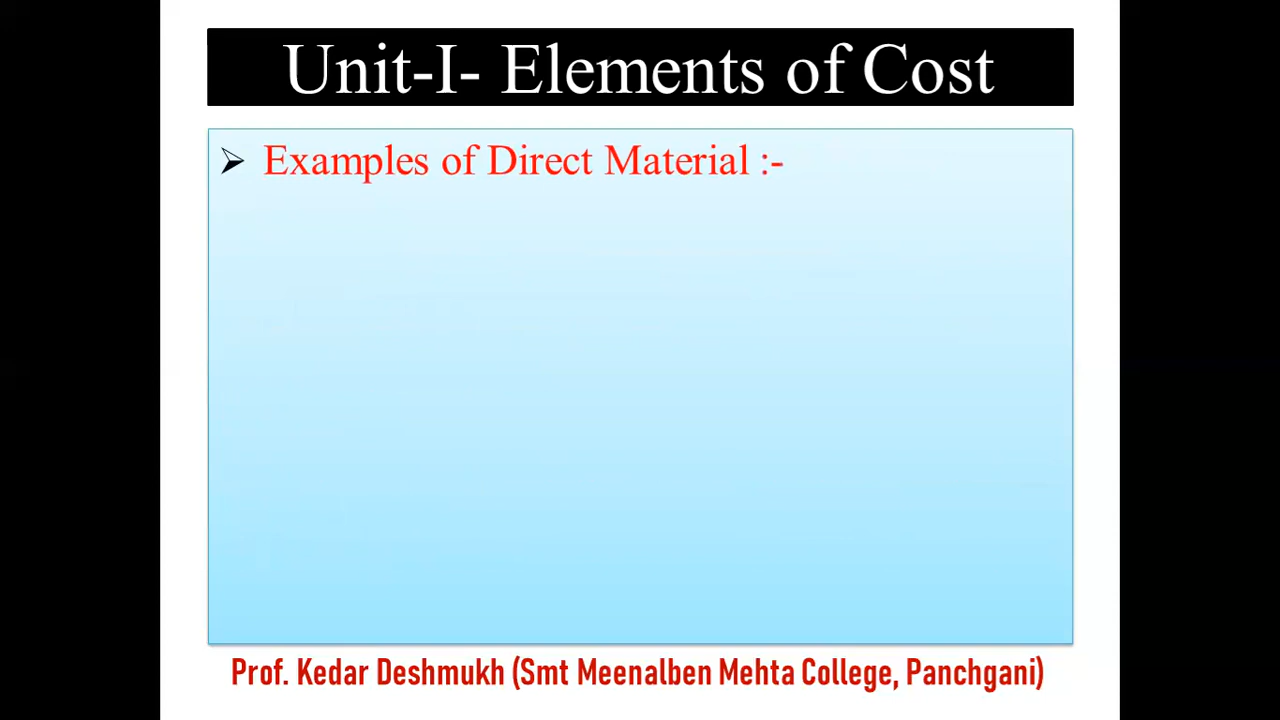 Unit-I- Elements of Cost
➢ Examples of Direct Material :-
Prof. Kedar Deshmukh (Smt Meenalben Mehta College, Panchgani)